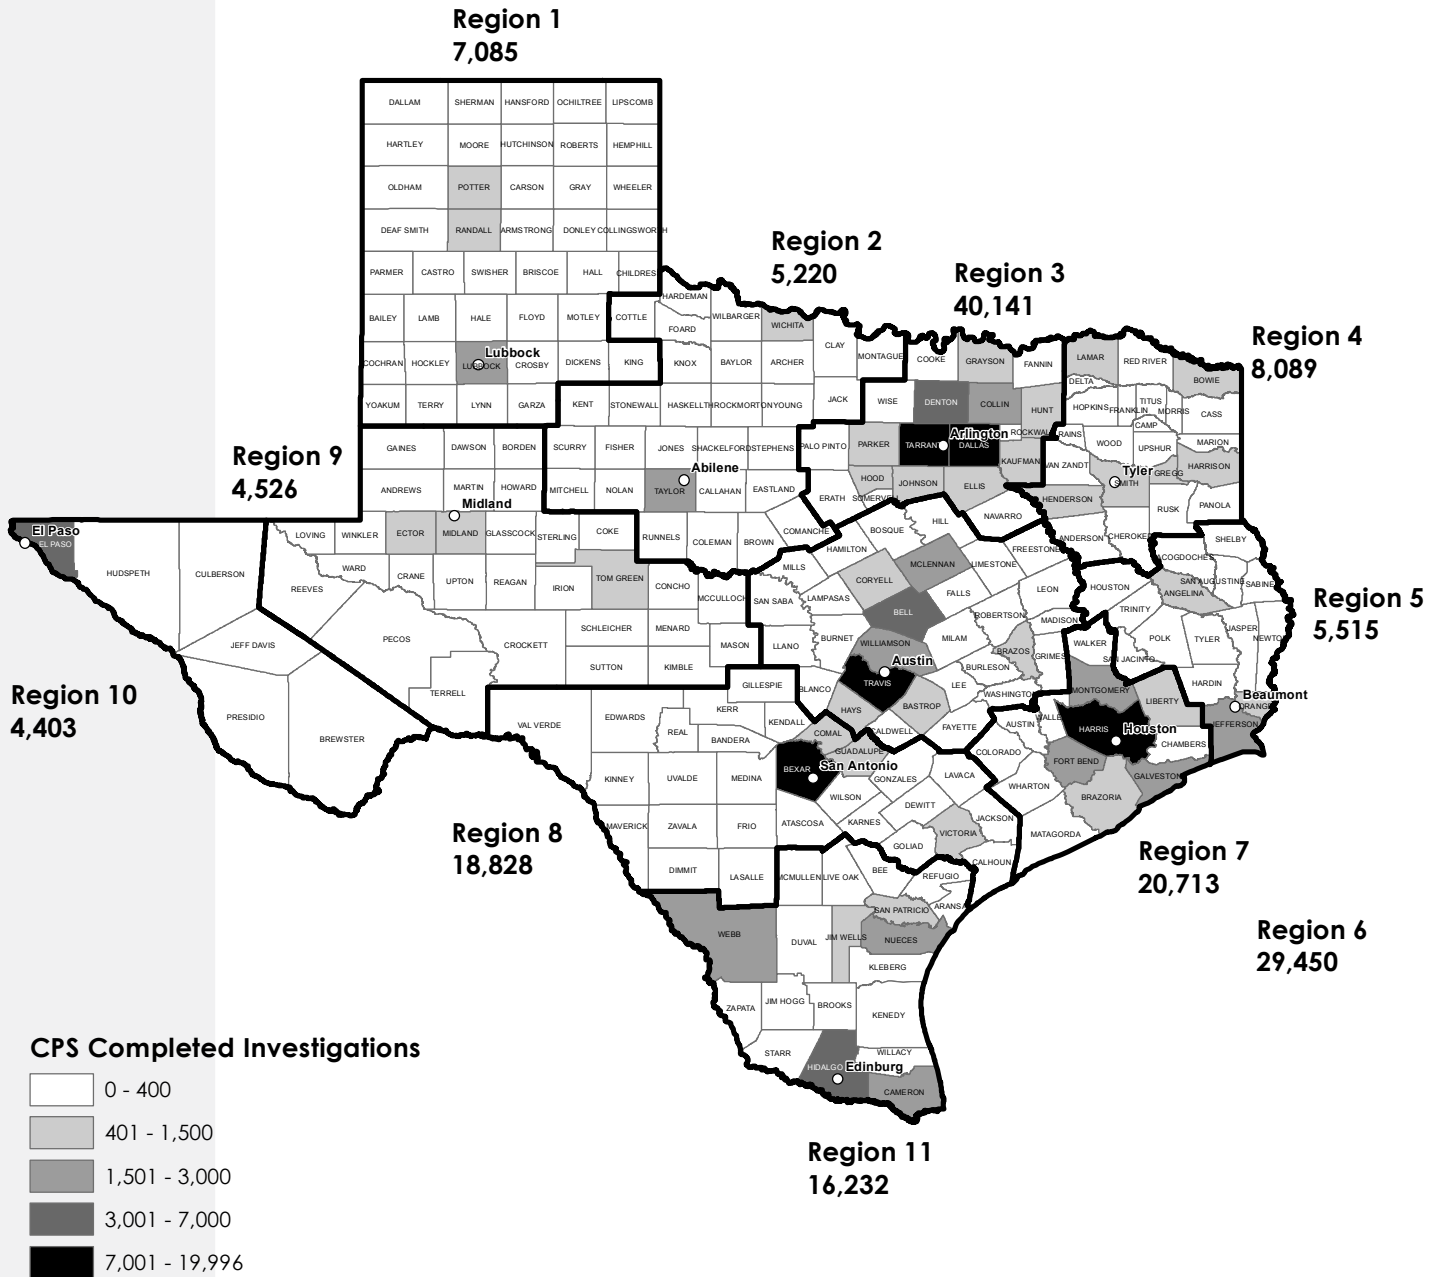 Region 1
7,085
DALLAM SHERMAN HANSFORD OCHILTREE LIPSCOMB
HARTLEY MOORE HUTCHINSON ROBERTS HEMPHILL
OLDHAM POTTER CARSON GRAY WHEELER
DEAF SMITH RANDALL ARMSTRONG DONLEY COLLINGSWORTH
Region 2
5,220
Region 3
40,141
Region 4
8,089
PARMER CASTRO SWISHER BRISCOE HALL CHILDRES
BAILEY LAMB HALE FLOYD MOTLEY COTTLE HARDEMAN FOARD WILBARGER WICHITA
COCHRAN HOCKLEY LUBBOCK Lubbock CROSBY DICKENS KING KNOX BAYLOR ARCHER CLAY MONTAGUE COOKE GRAYSON FANNIN LAMAR RED RIVER BOWIE
YOAKUM TERRY LYNN GARZA KENT STONEWALL HASKELL THROCKMORTON YOUNG JACK WISE DENTON COLLIN HUNT DELTA HOPKINS FRANKLIN TITUS MORRIS CASS CAMP
Region 9
4,526
GAINES DAWSON BORDEN SCURRY FISHER JONES SHACKELFORD STEPHENS PALO PINTO PARKER TARRANT Arlington DALLAS ROCKWAL KAUFMAN RAINS WOOD UPSHUR MARION
ANDREWS MARTIN HOWARD MITCHELL NOLAN TAYLOR Abilene CALLAHAN EASTLAND ERATH HOOD SOMERVELL JOHNSON ELLIS VAN ZANDT Tyler SMITH GREGG HARRISON
Midland
HENDERSON RUSK PANOLA
El Paso
EL PASO HUDSPETH CULBERSON LOVING WINKLER ECTOR MIDLAND GLASSCOCK STERLING COKE RUNNELS COLEMAN BROWN COMANCHE HAMILTON BOSQUE HILL NAVARRO ANDERSON CHEROKEE SHELBY
REEVES WARD CRANE UPTON REAGAN IRION TOM GREEN CONCHO MCCULLOCH MILLS CORYELL MCLENNAN LIMESTONE FREESTONE HOUSTON ACOGDOCHES SAN AUGUSTINE SABINE ANGELINA
Region 5
5,515
JEFF DAVIS PECOS CROCKETT SCHLEICHER MENARD MASON SAN SABA LAMPASAS BELL FALLS ROBERTSON LEON MADISON TRINITY POLK TYLER JASPER NEWTO
TERRELL SUTTON KIMBLE LLANO BURNET WILLIAMSON MILAM BRAZOS GRIMES WALKER SAN JACINTO HARDIN
Region 10
4,403
PRESIDIO BREWSTER VAL VERDE EDWARDS KERR GILLESPIE BLANCO TRAVIS Austin LEE BURLESON WASHINGTON MONTGOMERY LIBERTY Beaumont ORANGE
REAL BANDERA KENDALL HAYS BASTROP FAYETTE AUSTIN WALLE HARRIS Houston CHAMBERS JEFFERSON
COMAL CALDWELL GUADALUPE COLORADO FORT BEND GALVESTON
KINNEY UVALDE MEDINA BEXAR San Antonio GONZALES LAVACA WHARTON BRAZORIA
WILSON DEWITT JACKSON MATAGORDA
Region 8
18,828
MAVERICK ZAVALA FRIO ATASCOSA KARNES GOLIAD VICTORIA CALHOUN
Region 7
20,713
DIMMIT LASALLE MCMULLEN LIVE OAK BEE REFUGIO
SAN PATRICIO ARANSA
Region 6
29,450
WEBB DUVAL JIM WELLS NUECES
KLEBERG
ZAPATA JIM HOGG BROOKS KENEDY
STARR HIDALGO Edinburg WILLACY
CAMERON
CPS Completed Investigations
0 - 400
401 - 1,500
1,501 - 3,000
3,001 - 7,000
7,001 - 19,996
Region 11
16,232